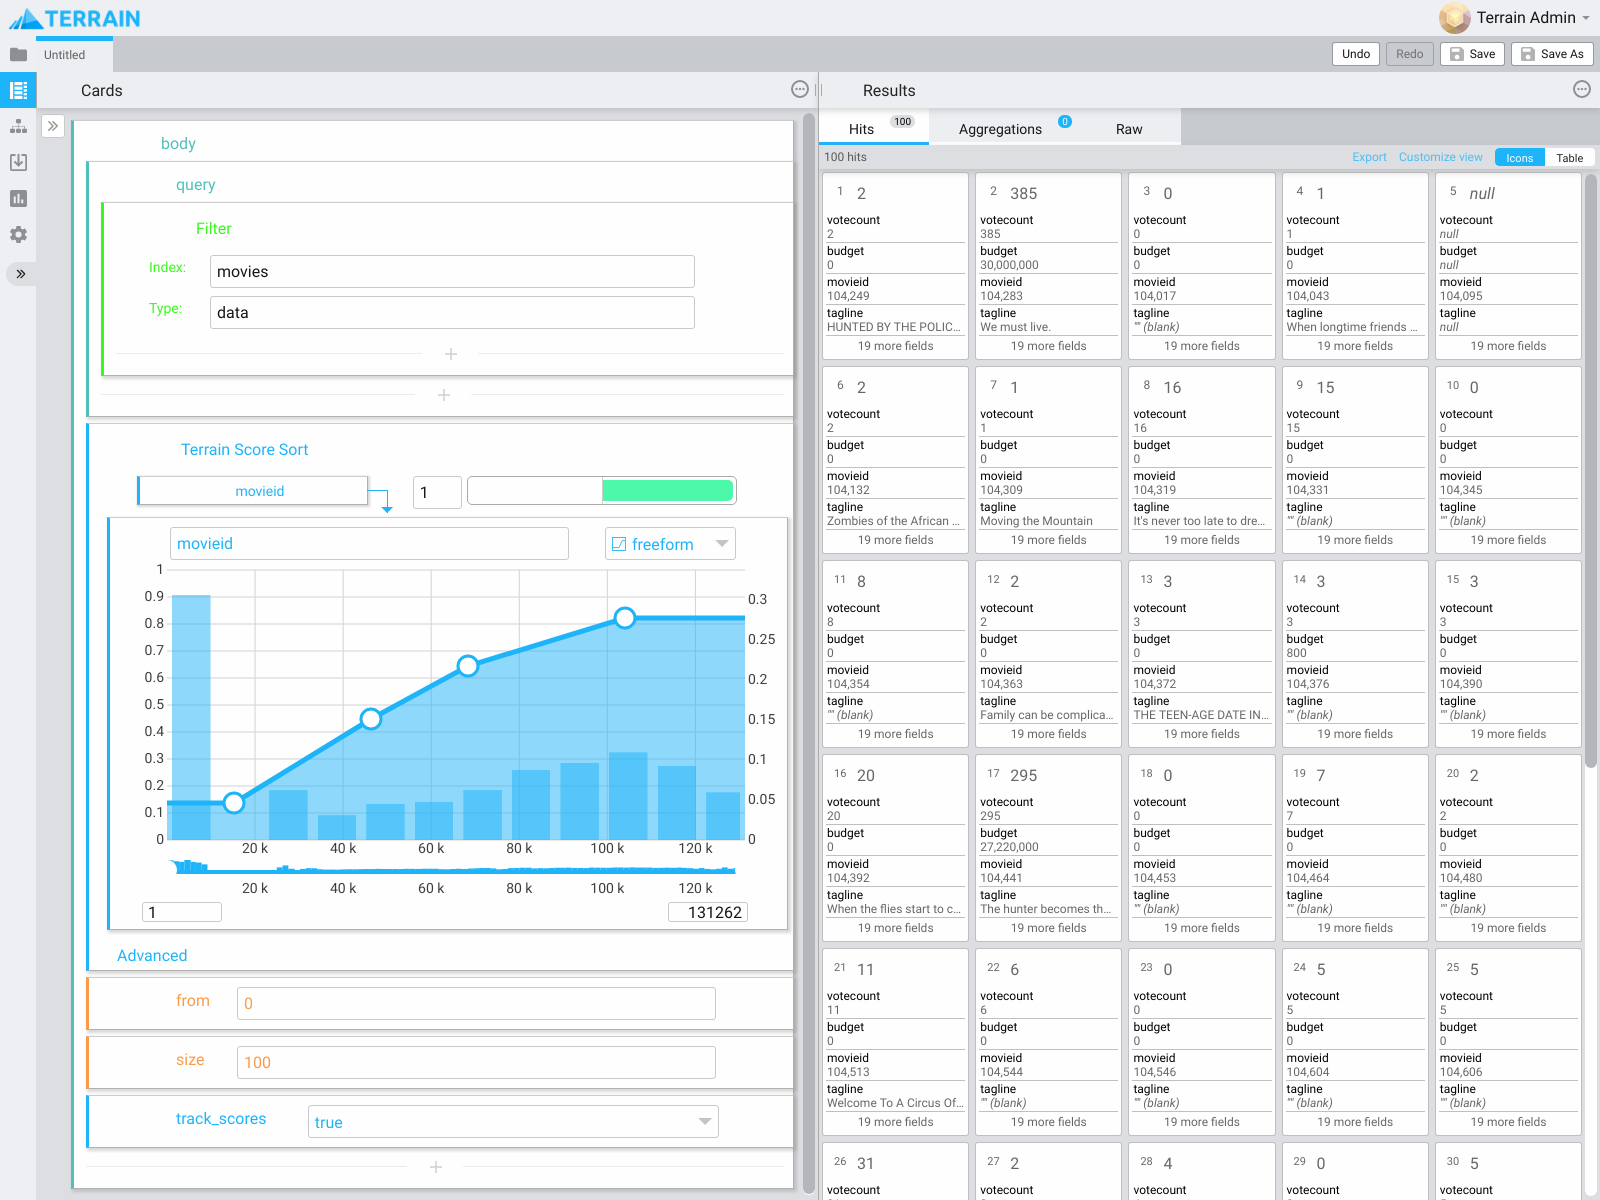 TERRAIN
Terrain Admin
Untitled
Undo
Redo
Save
Save As
Cards
body
query
Filter
Index:
movies
Type:
data
+
+
Terrain Score Sort
movieid
1
movieid
freeform
1
0.9
0.8
0.7
0.6
0.5
0.4
0.3
0.2
0.1
0
0.3
0.25
0.2
0.15
0.1
0.05
0
20 k 40 k 60 k 80 k 100 k 120 k
20 k 40 k 60 k 80 k 100 k 120 k
1
131262
Advanced
from
0
size
100
track_scores
true
+
Results
Hits 100
Aggregations 0
Raw
100 hits
Export
Customize view
Icons
Table
1 2
votecount
2
budget
0
movieid
104,249
tagline
HUNTED BY THE POLIC...
19 more fields
2 385
votecount
385
budget
30,000,000
movieid
104,283
tagline
We must live.
19 more fields
3 0
votecount
0
budget
0
movieid
104,017
tagline
"" (blank)
19 more fields
4 1
votecount
1
budget
0
movieid
104,043
tagline
When longtime friends ...
19 more fields
5 null
votecount
null
budget
null
movieid
104,095
tagline
null
19 more fields
6 2
votecount
2
budget
0
movieid
104,132
tagline
Zombies of the African ...
19 more fields
7 1
votecount
1
budget
0
movieid
104,309
tagline
Moving the Mountain
19 more fields
8 16
votecount
16
budget
0
movieid
104,319
tagline
It's never too late to dre...
19 more fields
9 15
votecount
15
budget
0
movieid
104,331
tagline
"" (blank)
19 more fields
10 0
votecount
0
budget
0
movieid
104,345
tagline
"" (blank)
19 more fields
11 8
votecount
8
budget
0
movieid
104,354
tagline
"" (blank)
19 more fields
12 2
votecount
2
budget
0
movieid
104,363
tagline
Family can be complica...
19 more fields
13 3
votecount
3
budget
0
movieid
104,372
tagline
THE TEEN-AGE DATE IN...
19 more fields
14 3
votecount
3
budget
800
movieid
104,376
tagline
"" (blank)
19 more fields
15 3
votecount
3
budget
0
movieid
104,390
tagline
"" (blank)
19 more fields
16 20
votecount
20
budget
0
movieid
104,392
tagline
When the flies start to c...
19 more fields
17 295
votecount
295
budget
27,220,000
movieid
104,441
tagline
The hunter becomes th...
19 more fields
18 0
votecount
0
budget
0
movieid
104,453
tagline
"" (blank)
19 more fields
19 7
votecount
7
budget
0
movieid
104,464
tagline
"" (blank)
19 more fields
20 2
votecount
2
budget
0
movieid
104,480
tagline
"" (blank)
19 more fields
21 11
votecount
11
budget
0
movieid
104,513
tagline
Welcome To A Circus Of...
19 more fields
22 6
votecount
6
budget
0
movieid
104,544
tagline
"" (blank)
19 more fields
23 0
votecount
0
budget
0
movieid
104,546
tagline
"" (blank)
19 more fields
24 5
votecount
5
budget
0
movieid
104,604
tagline
"" (blank)
19 more fields
25 5
votecount
5
budget
0
movieid
104,606
tagline
"" (blank)
19 more fields
26 31
votecount
27 2
votecount
28 4
votecount
29 0
votecount
30 5
votecount